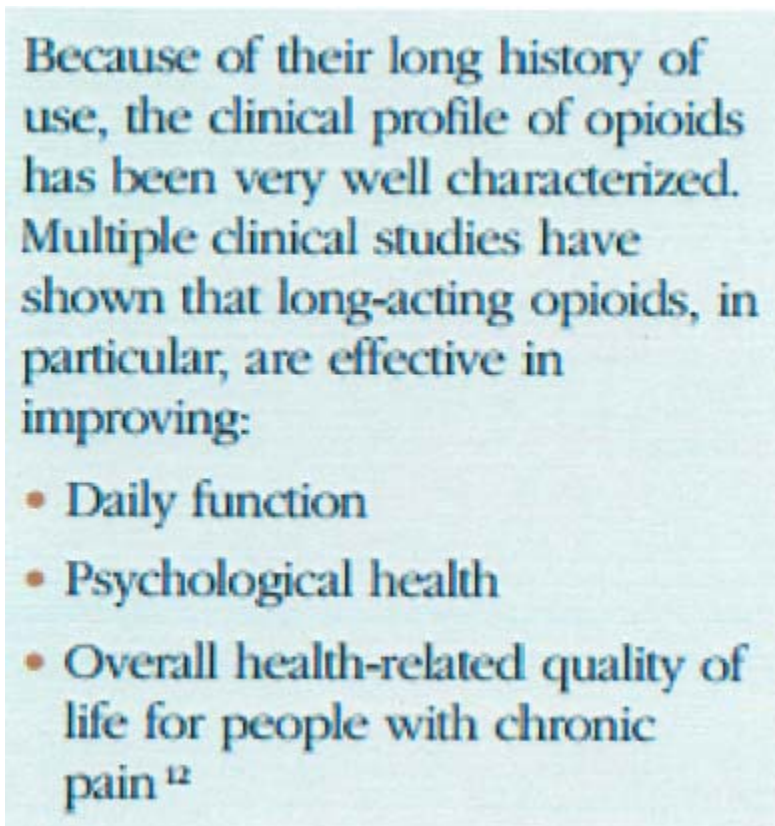 Because of their long history of
use, the clinical profile of opioids
has been very well characterized.
Multiple clinical studies have
shown that long-acting opioids, in
particular, are effective in
improving:
• Daily function
• Psychological health
• Overall health-related quality of
life for people with chronic
pain 12